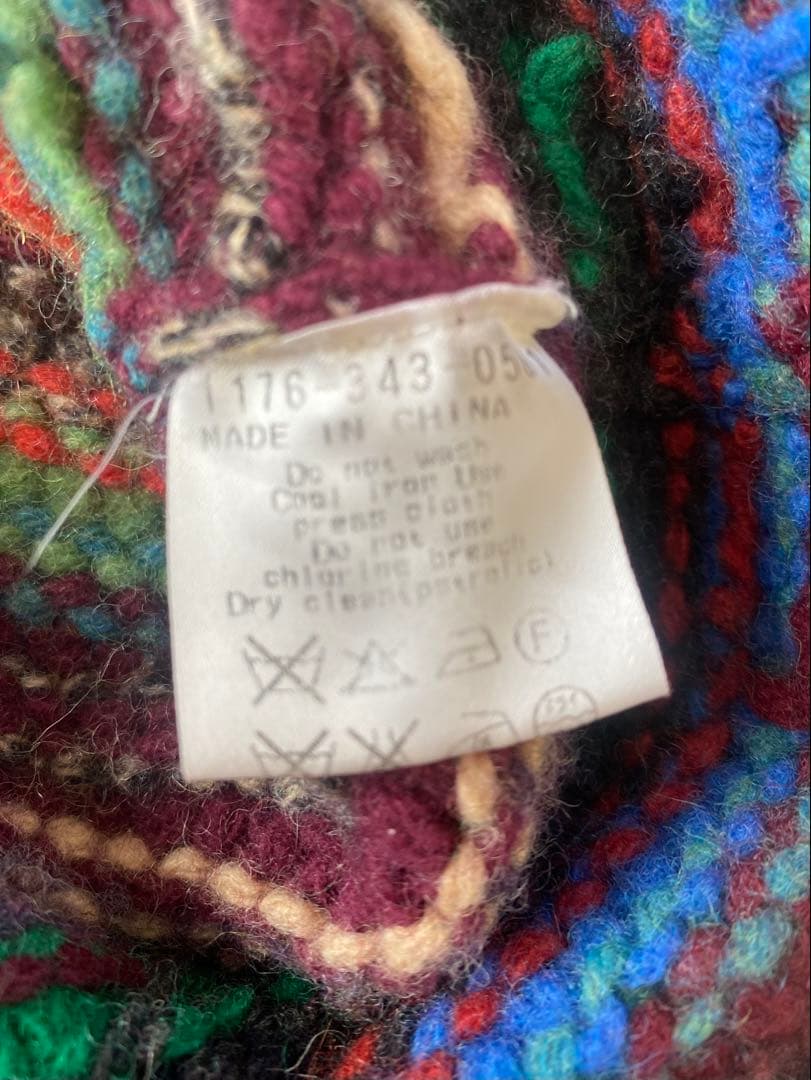 1176-343-05
MADE IN CHINA
Do not wash
Cool iron the
press cloth
Do not use
chlorine breach
Dry clean(petrolic)
F